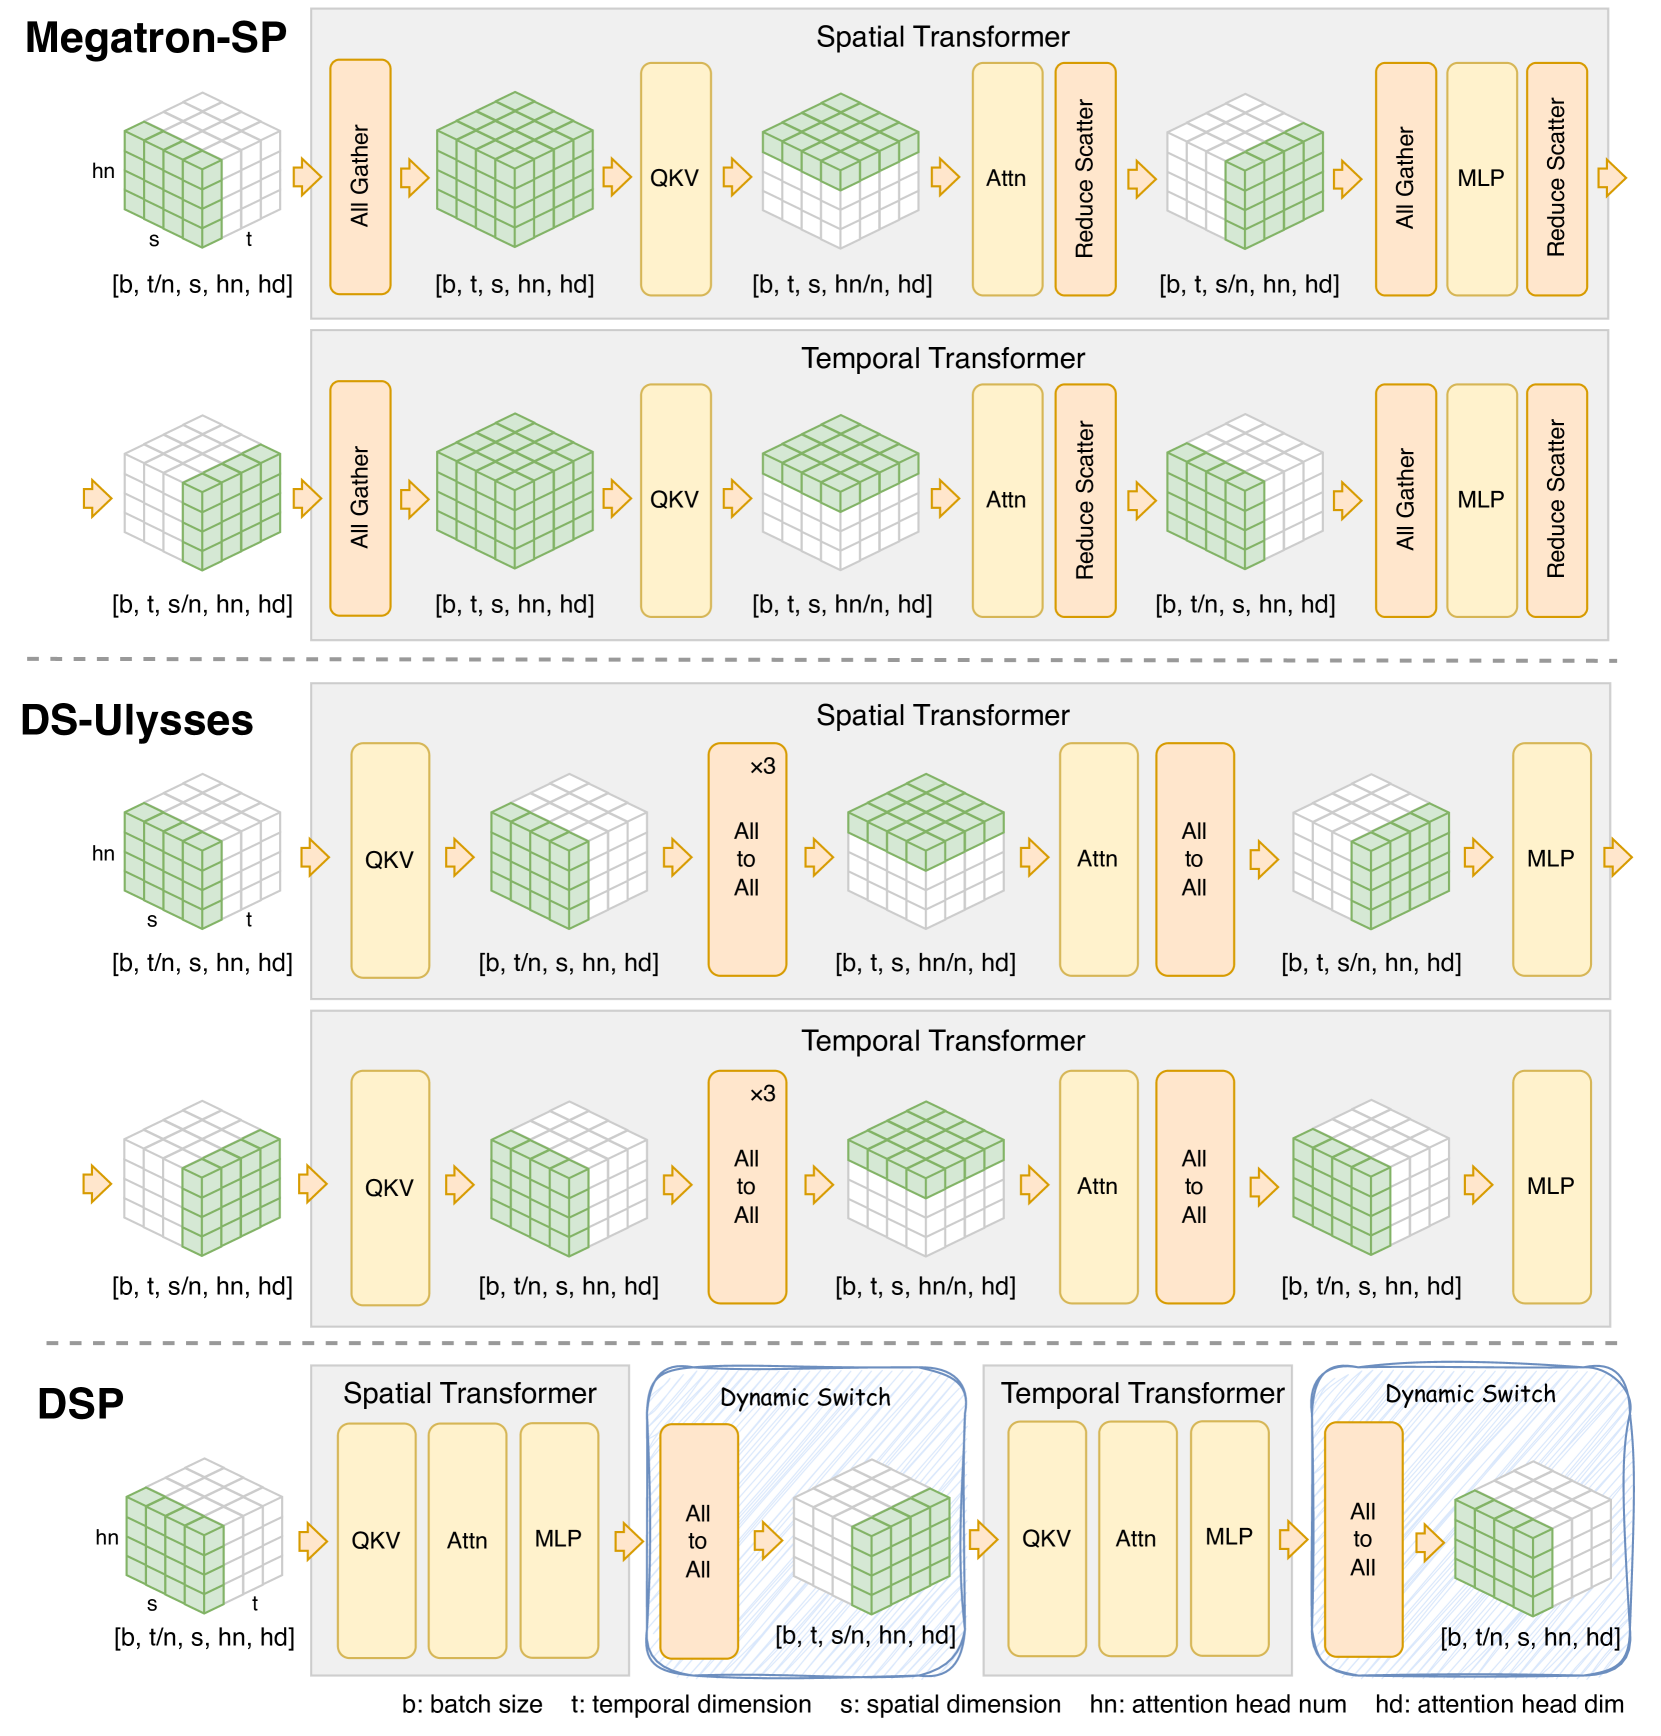 Megatron-SP
Spatial Transformer
hn
s
t
[b, t/n, s, hn, hd]
All Gather
[b, t, s, hn, hd]
QKV
[b, t, s, hn/n, hd]
Attn
Reduce Scatter
[b, t, s/n, hn, hd]
All Gather
MLP
Reduce Scatter
Temporal Transformer
[b, t, s/n, hn, hd]
All Gather
[b, t, s, hn, hd]
QKV
[b, t, s, hn/n, hd]
Attn
Reduce Scatter
[b, t/n, s, hn, hd]
All Gather
MLP
Reduce Scatter
DS-Ulysses
Spatial Transformer
hn
s
t
[b, t/n, s, hn, hd]
QKV
[b, t/n, s, hn, hd]
×3
All
to
All
[b, t, s, hn/n, hd]
Attn
All
to
All
[b, t, s/n, hn, hd]
MLP
Temporal Transformer
[b, t, s/n, hn, hd]
QKV
[b, t/n, s, hn, hd]
×3
All
to
All
[b, t, s, hn/n, hd]
Attn
All
to
All
[b, t/n, s, hn, hd]
MLP
DSP
hn
s
t
[b, t/n, s, hn, hd]
Spatial Transformer
QKV
Attn
MLP
Dynamic Switch
All
to
All
[b, t, s/n, hn, hd]
Temporal Transformer
QKV
Attn
MLP
Dynamic Switch
All
to
All
[b, t/n, s, hn, hd]
b: batch size t: temporal dimension s: spatial dimension hn: attention head num hd: attention head dim